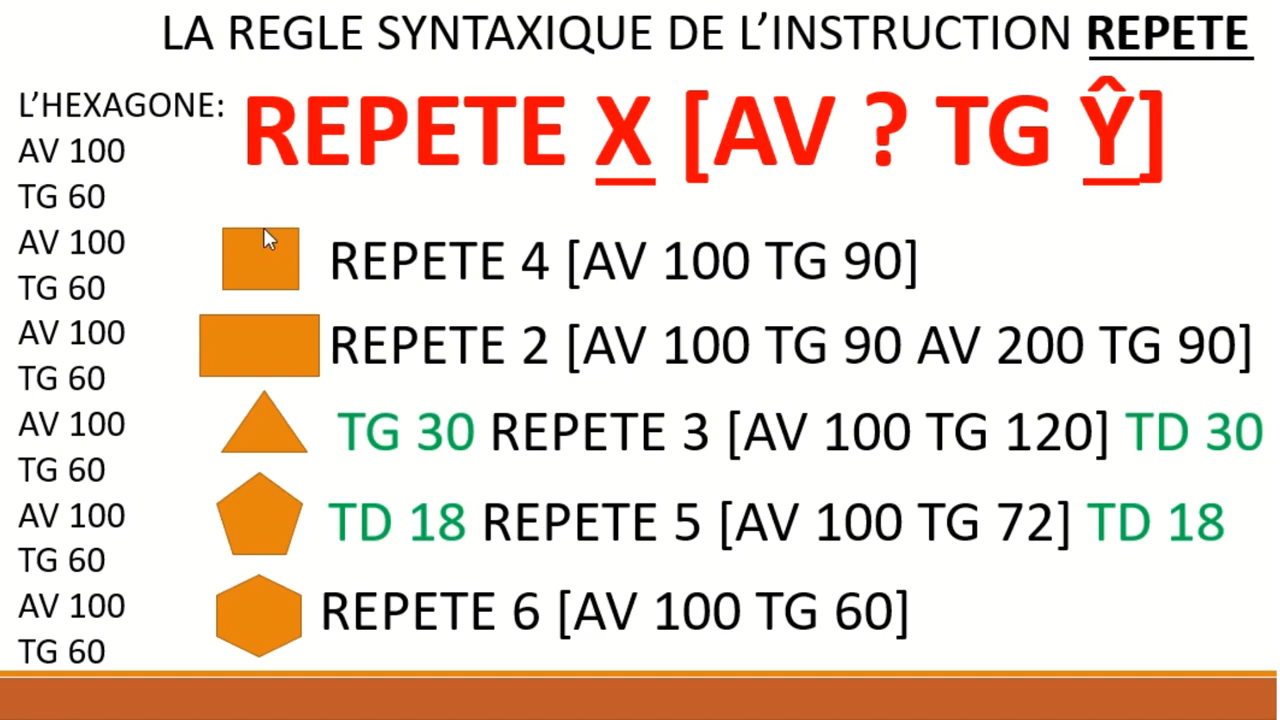 LA REGLE SYNTAXIQUE DE L'INSTRUCTION REPETE
L'HEXAGONE:
AV 100
TG 60
AV 100
TG 60
AV 100
TG 60
AV 100
TG 60
AV 100
TG 60
AV 100
TG 60
REPETE X [AV ? TG Ŷ]
REPETE 4 [AV 100 TG 90]
REPETE 2 [AV 100 TG 90 AV 200 TG 90]
TG 30 REPETE 3 [AV 100 TG 120] TD 30
TD 18 REPETE 5 [AV 100 TG 72] TD 18
REPETE 6 [AV 100 TG 60]